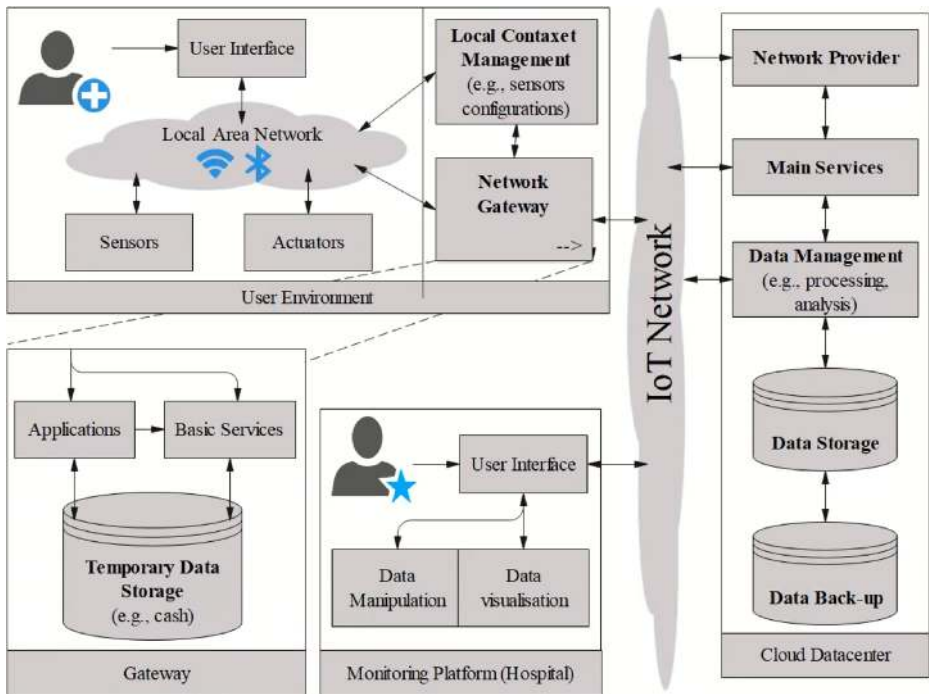 User Interface
Local Area Network
Sensors
Actuators
Local Contaxet
Management
(e.g., sensors
configurations)
Network
Gateway
-->
User Environment
IoT Network
Network Provider
Main Services
Data Management
(e.g., processing,
analysis)
Data Storage
Data Back-up
Cloud Datacenter
Applications
Basic Services
Temporary Data
Storage
(e.g., cash)
Gateway
User Interface
Data
Manipulation
Data
visualisation
Monitoring Platform (Hospital)